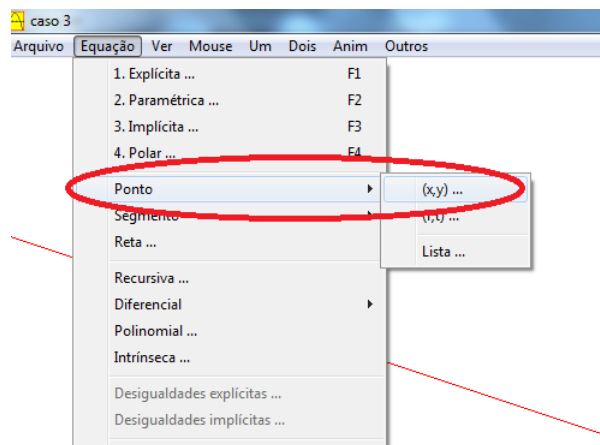 caso 3
Arquivo Equação Ver Mouse Um Dois Anim Outros
1. Explícita ... F1
2. Paramétrica ... F2
3. Implícita ... F3
4. Polar ... F4
Ponto (x,y) ...
Segmento (r,t) ...
Reta ... Lista ...
Recursiva ...
Diferencial
Polinomial ...
Intrínseca ...
Desigualdades explícitas ...
Desigualdades implícitas ...